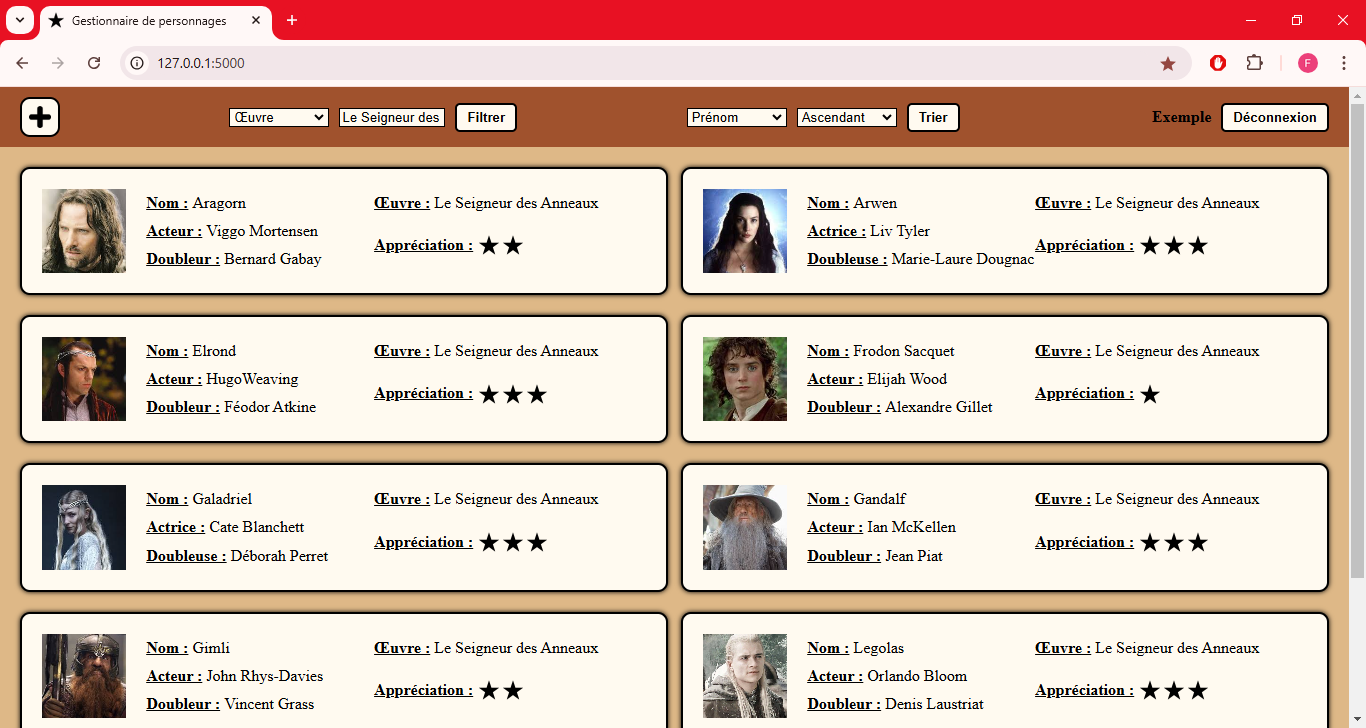 Gestionnaire de personnages
127.0.0.1:5000
F
Œuvre Le Seigneur des Filtrer Prénom Ascendant Trier Exemple Déconnexion
Nom : Aragorn
Acteur : Viggo Mortensen
Doubleur : Bernard Gabay
Œuvre : Le Seigneur des Anneaux
Appréciation : ★★
Nom : Arwen
Actrice : Liv Tyler
Doubleuse : Marie-Laure Dougnac
Œuvre : Le Seigneur des Anneaux
Appréciation : ★★★
Nom : Elrond
Acteur : HugoWeaving
Doubleur : Féodor Atkine
Œuvre : Le Seigneur des Anneaux
Appréciation : ★★★
Nom : Frodon Sacquet
Acteur : Elijah Wood
Doubleur : Alexandre Gillet
Œuvre : Le Seigneur des Anneaux
Appréciation : ★
Nom : Galadriel
Actrice : Cate Blanchett
Doubleuse : Déborah Perret
Œuvre : Le Seigneur des Anneaux
Appréciation : ★★★
Nom : Gandalf
Acteur : Ian McKellen
Doubleur : Jean Piat
Œuvre : Le Seigneur des Anneaux
Appréciation : ★★★
Nom : Gimli
Acteur : John Rhys-Davies
Doubleur : Vincent Grass
Œuvre : Le Seigneur des Anneaux
Appréciation : ★★
Nom : Legolas
Acteur : Orlando Bloom
Doubleur : Denis Laustriat
Œuvre : Le Seigneur des Anneaux
Appréciation : ★★★